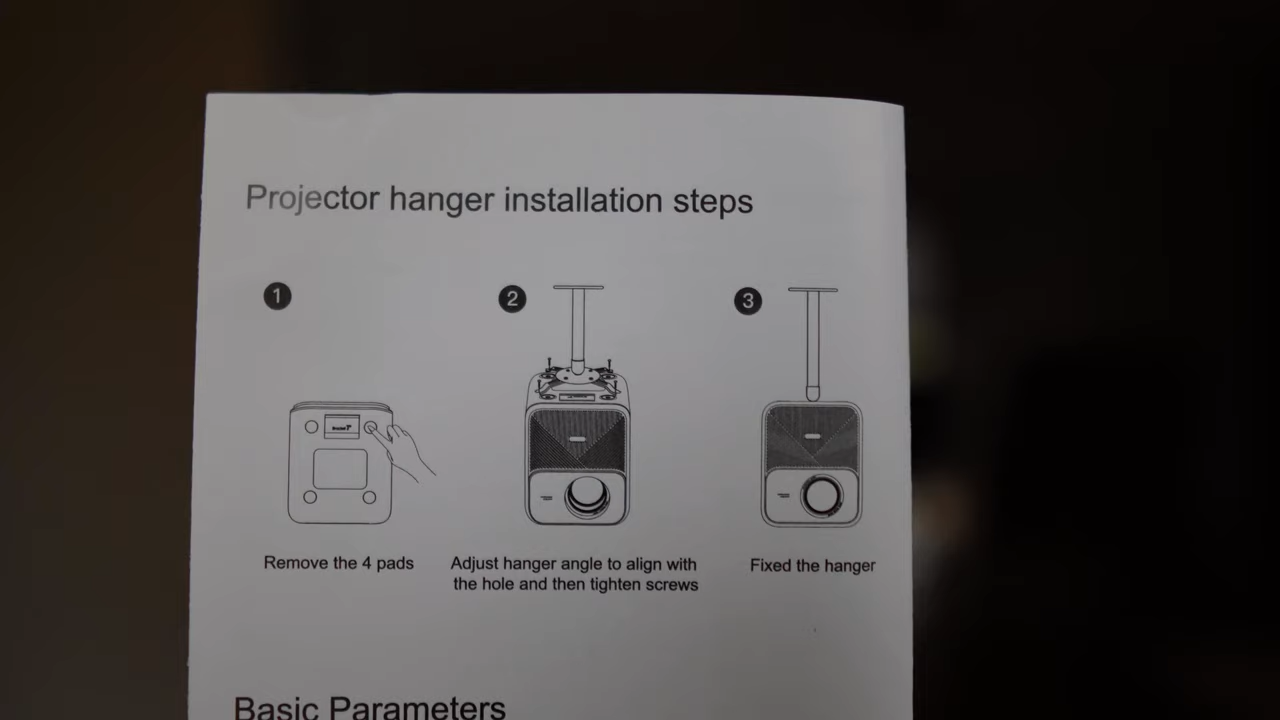 Projector hanger installation steps
1
2
3
Remove the 4 pads
Adjust hanger angle to align with
the hole and then tighten screws
Fixed the hanger
Basic Parameters